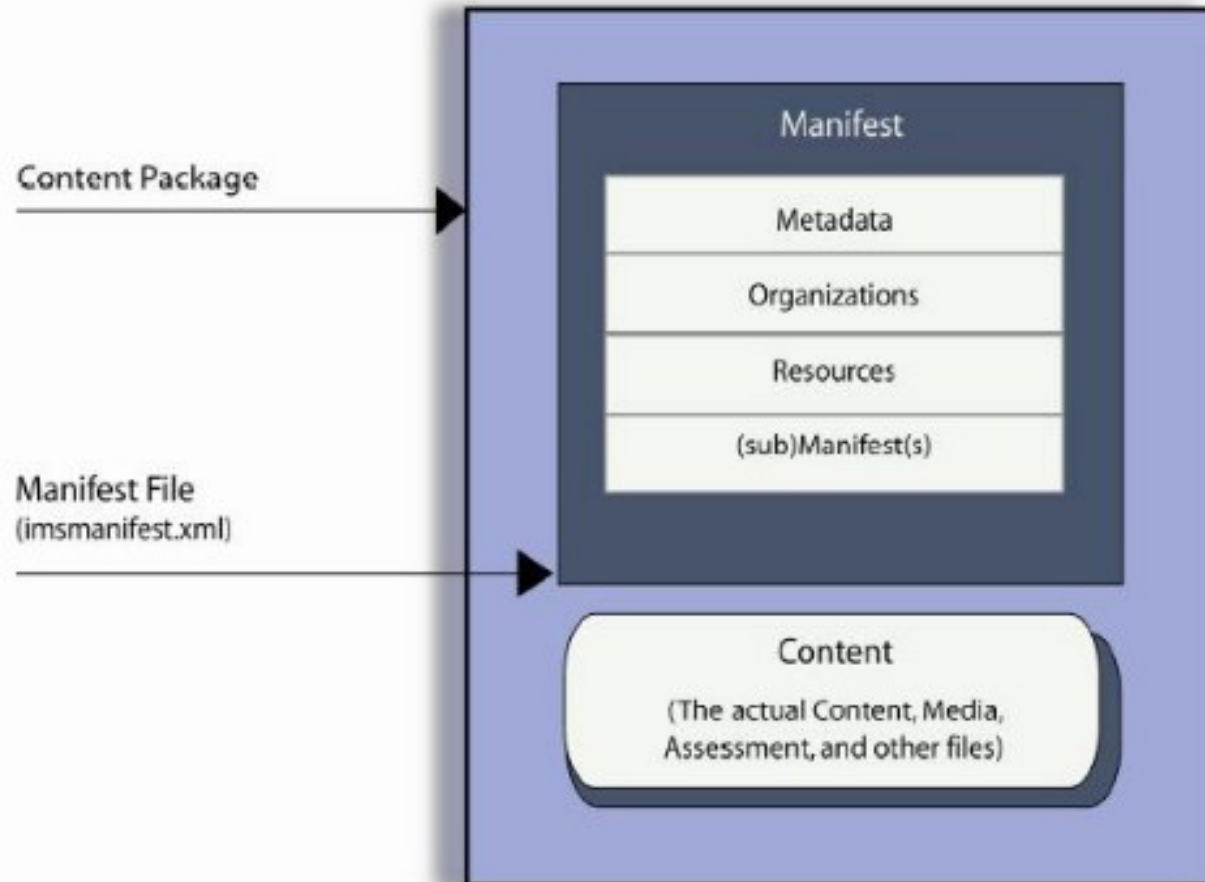 Content Package
Manifest File
(imsmanifest.xml)
Manifest
Metadada
Organizations
Resources
(sub)Manifest(s)
Content
(The actual Content, Media,
Assessment, and other files)